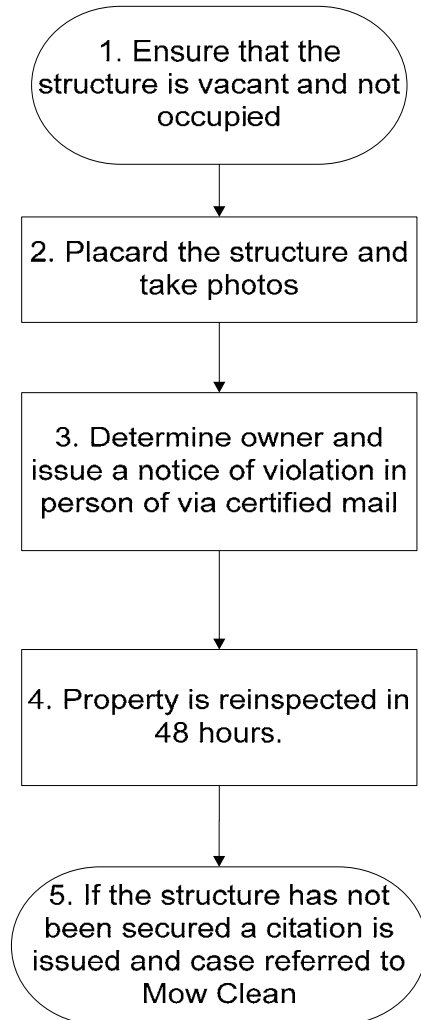 1. Ensure that the
structure is vacant and not
occupied
2. Placard the structure and
take photos
3. Determine owner and
issue a notice of violation in
person of via certified mail
4. Property is reinspected in
48 hours.
5. If the structure has not
been secured a citation is
issued and case referred to
Mow Clean